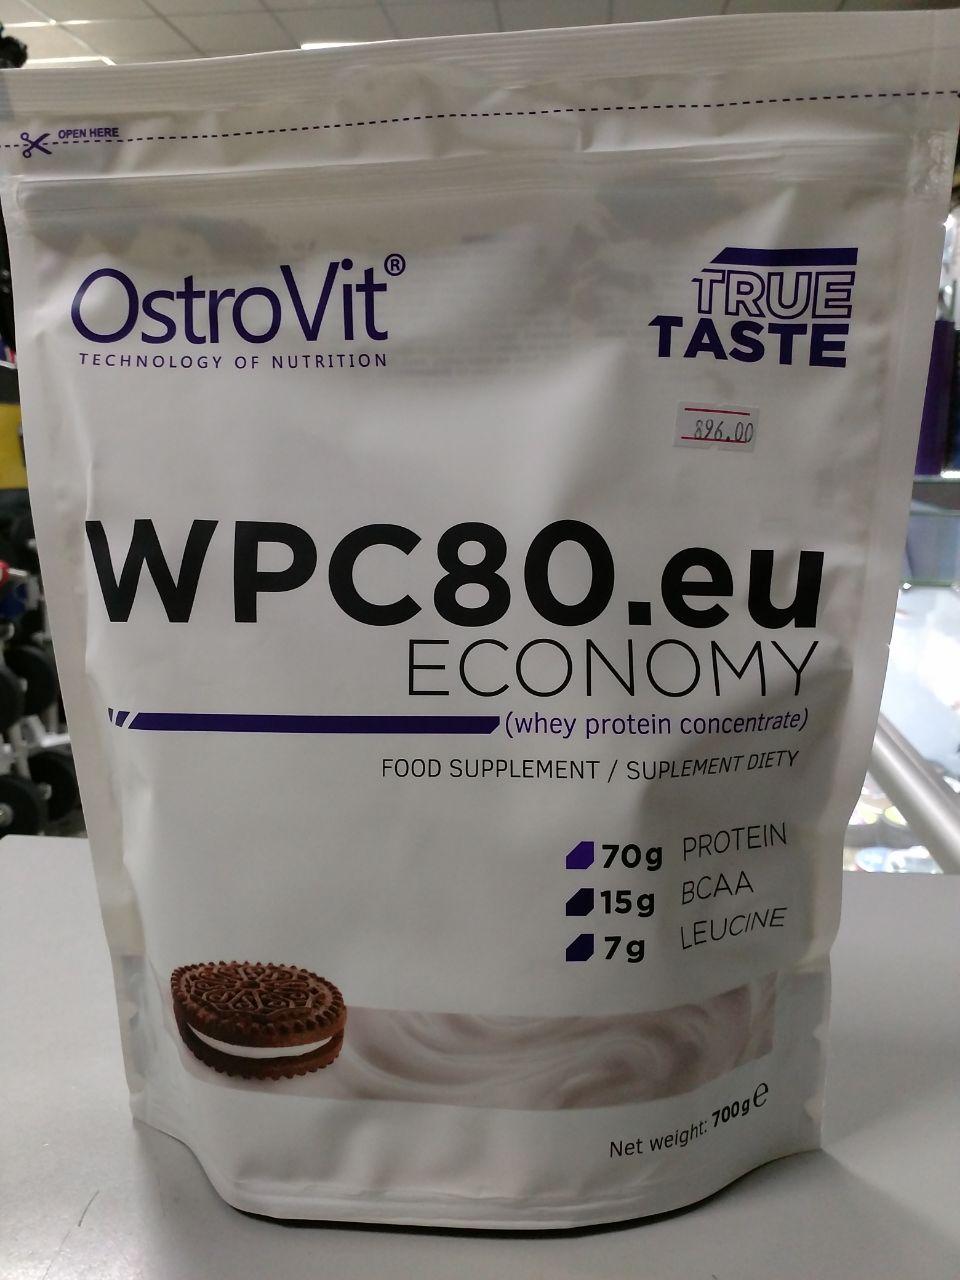 OPEN HERE
OstroVit®
TECHNOLOGY OF NUTRITION
TRUE
TASTE
896.00
WPC80.eu
ECONOMY
(whey protein concentrate)
FOOD SUPPLEMENT / SUPLEMENT DIETY
70g PROTEIN
15g BCAA
7g LEUCINE
Net weight: 700g e